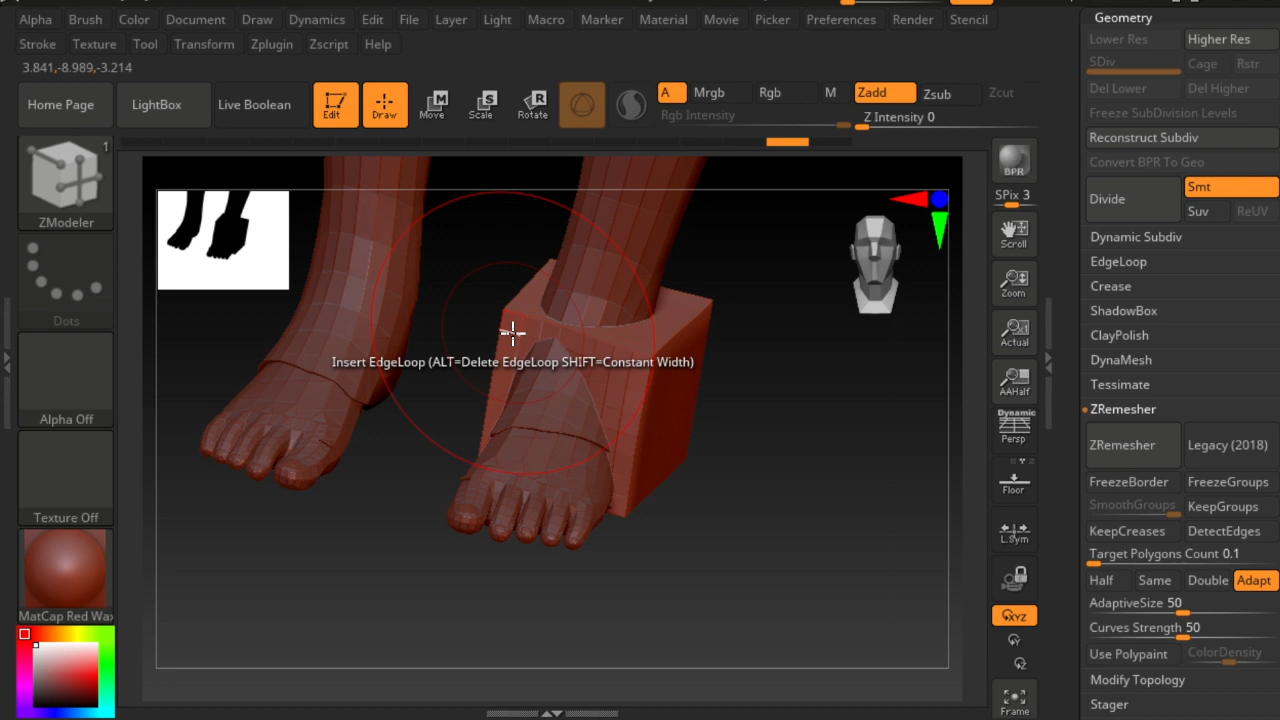 Alpha Brush Color Document Draw Dynamics Edit File Layer Light Macro Marker Material Movie Picker Preferences Render Stencil
Stroke Texture Tool Transform Zplugin Zscript Help
3.841,-8.989,-3.214
Home Page LightBox Live Boolean Edit Draw Move Scale Rotate
A Mrgb Rgb M Zadd Zsub Zcut
Rgb Intensity Z Intensity 0
1
ZModeler
Dots
Alpha Off
Texture Off
MatCap Red Wax
Insert EdgeLoop (ALT=Delete EdgeLoop SHIFT=Constant Width)
BPR
SPix 3
Scroll
Zoom
Actual
AAHalf
Dynamic
Persp
Floor
L.Sym
XYZ
Frame
Geometry
Lower Res Higher Res
SDiv Cage Rstr
Del Lower Del Higher
Freeze SubDivision Levels
Reconstruct Subdiv
Convert BPR To Geo
Divide Smt
Suv ReUV
Dynamic Subdiv
EdgeLoop
Crease
ShadowBox
ClayPolish
DynaMesh
Tessimate
ZRemesher
ZRemesher Legacy (2018)
FreezeBorder FreezeGroups
SmoothGroups KeepGroups
KeepCreases DetectEdges
Target Polygons Count 0.1
Half Same Double Adapt
AdaptiveSize 50
Curves Strength 50
Use Polypaint ColorDensity
Modify Topology
Stager